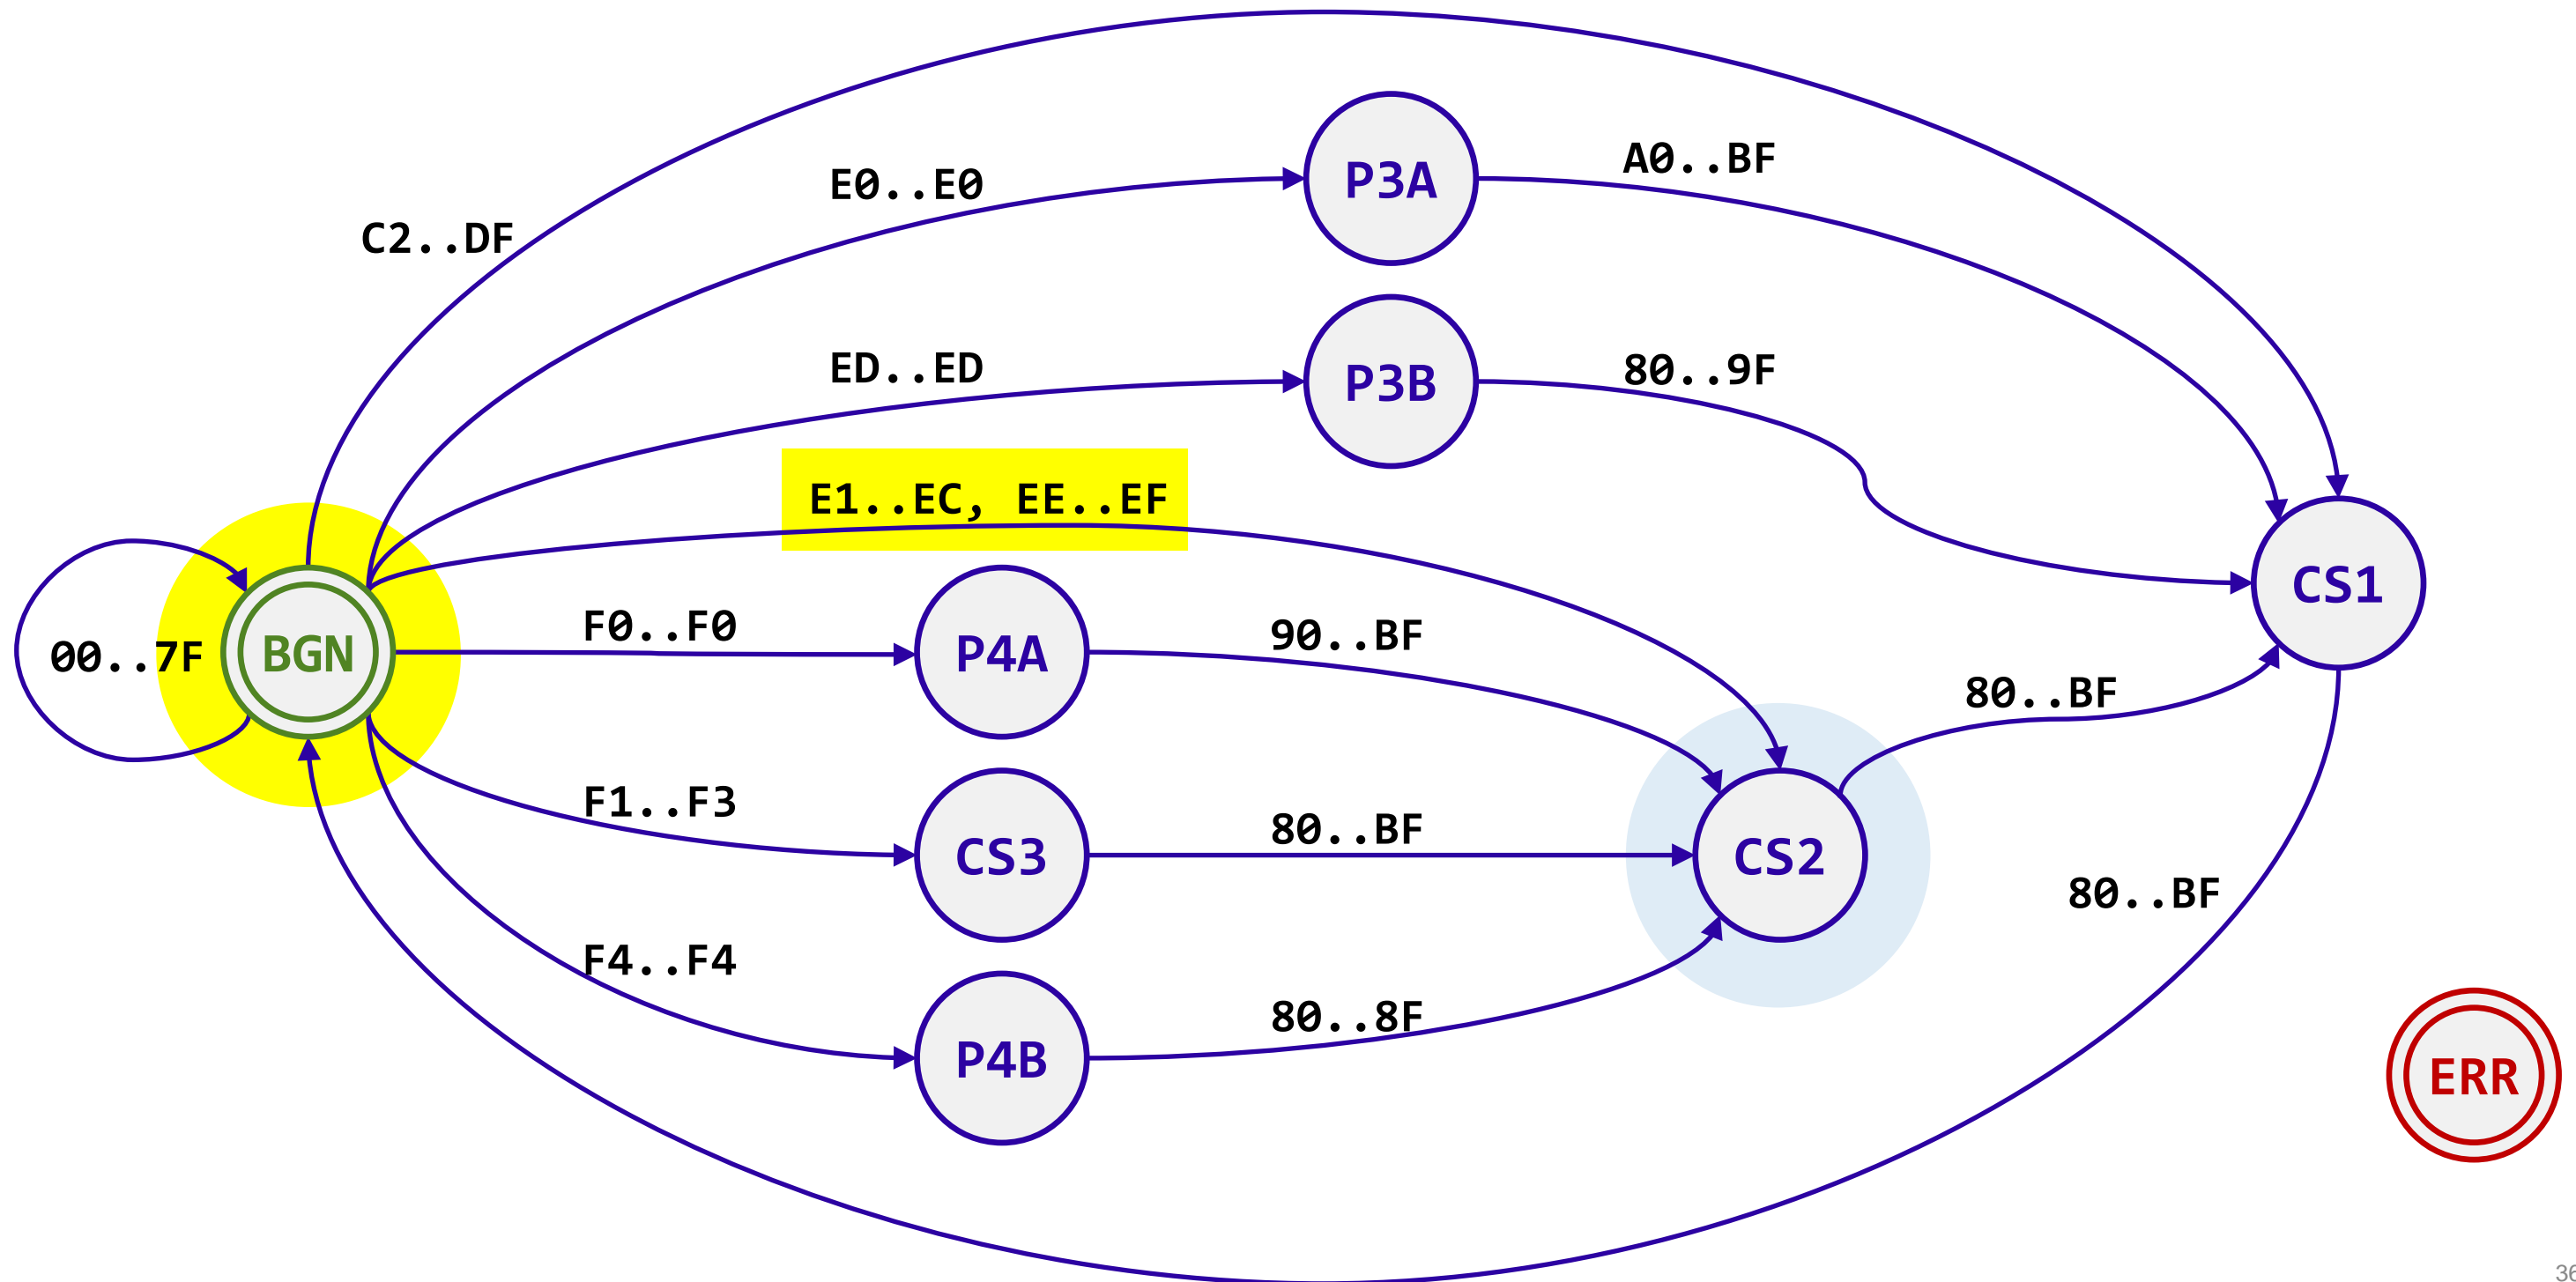 A0..BF
P3A
E0..E0
C2..DF
ED..ED
P3B
80..9F
E1..EC, EE..EF
CS1
00..7F
BGN
F0..F0
P4A
90..BF
80..BF
F1..F3
CS3
80..BF
CS2
80..BF
F4..F4
P4B
80..8F
ERR
36